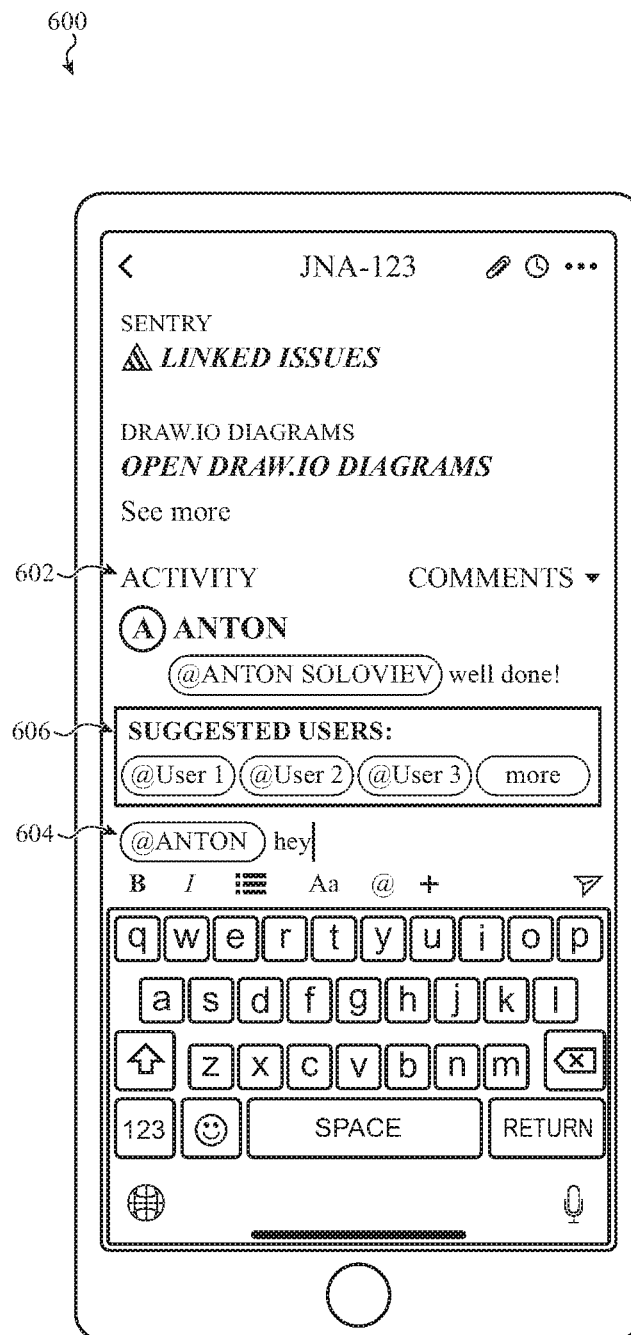 600
JNA-123
SENTRY
LINKED ISSUES
DRAW.IO DIAGRAMS
OPEN DRAW.IO DIAGRAMS
See more
602
ACTIVITY COMMENTS
A ANTON
@ANTON SOLOVIEV well done!
606
SUGGESTED USERS:
@User 1 @User 2 @User 3 more
604
@ANTON hey
B I Aa @ +
q w e r t y u i o p
a s d f g h j k l
z x c v b n m
123 SPACE RETURN